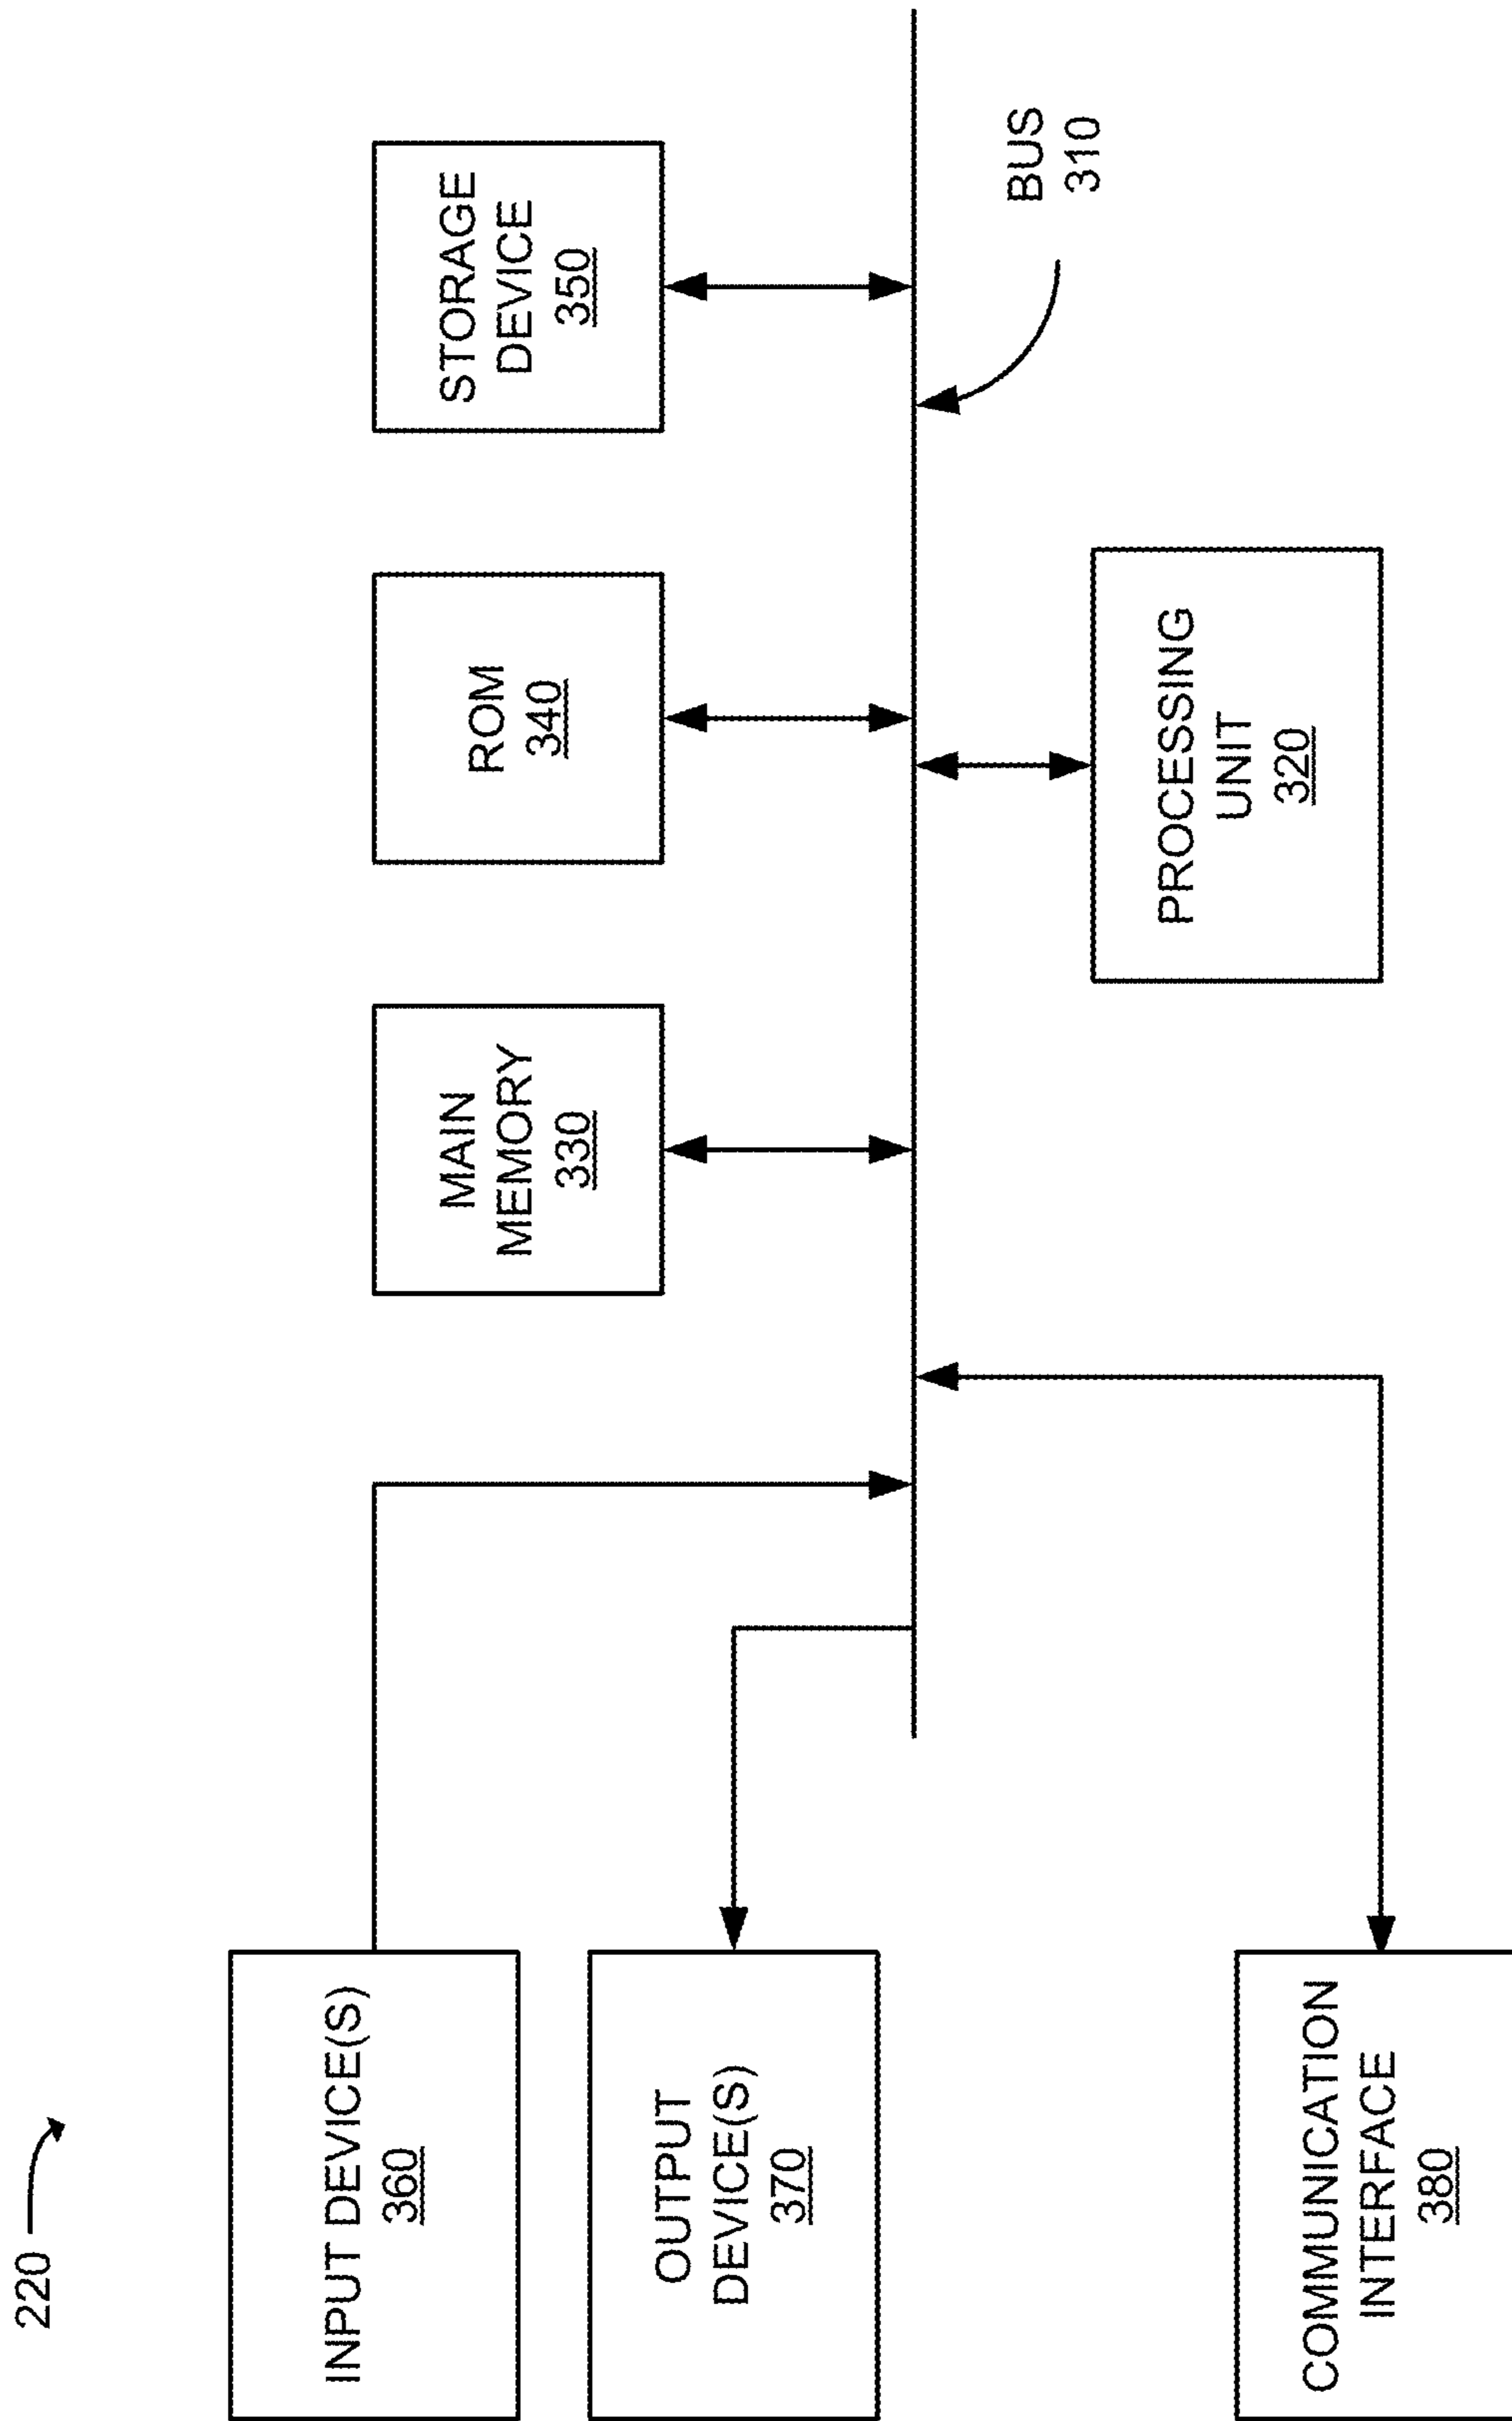 220
INPUT DEVICE(S)
360
MAIN
MEMORY
330
ROM
340
STORAGE
DEVICE
350
OUTPUT
DEVICE(S)
370
BUS
310
COMMUNICATION
INTERFACE
380
PROCESSING
UNIT
320